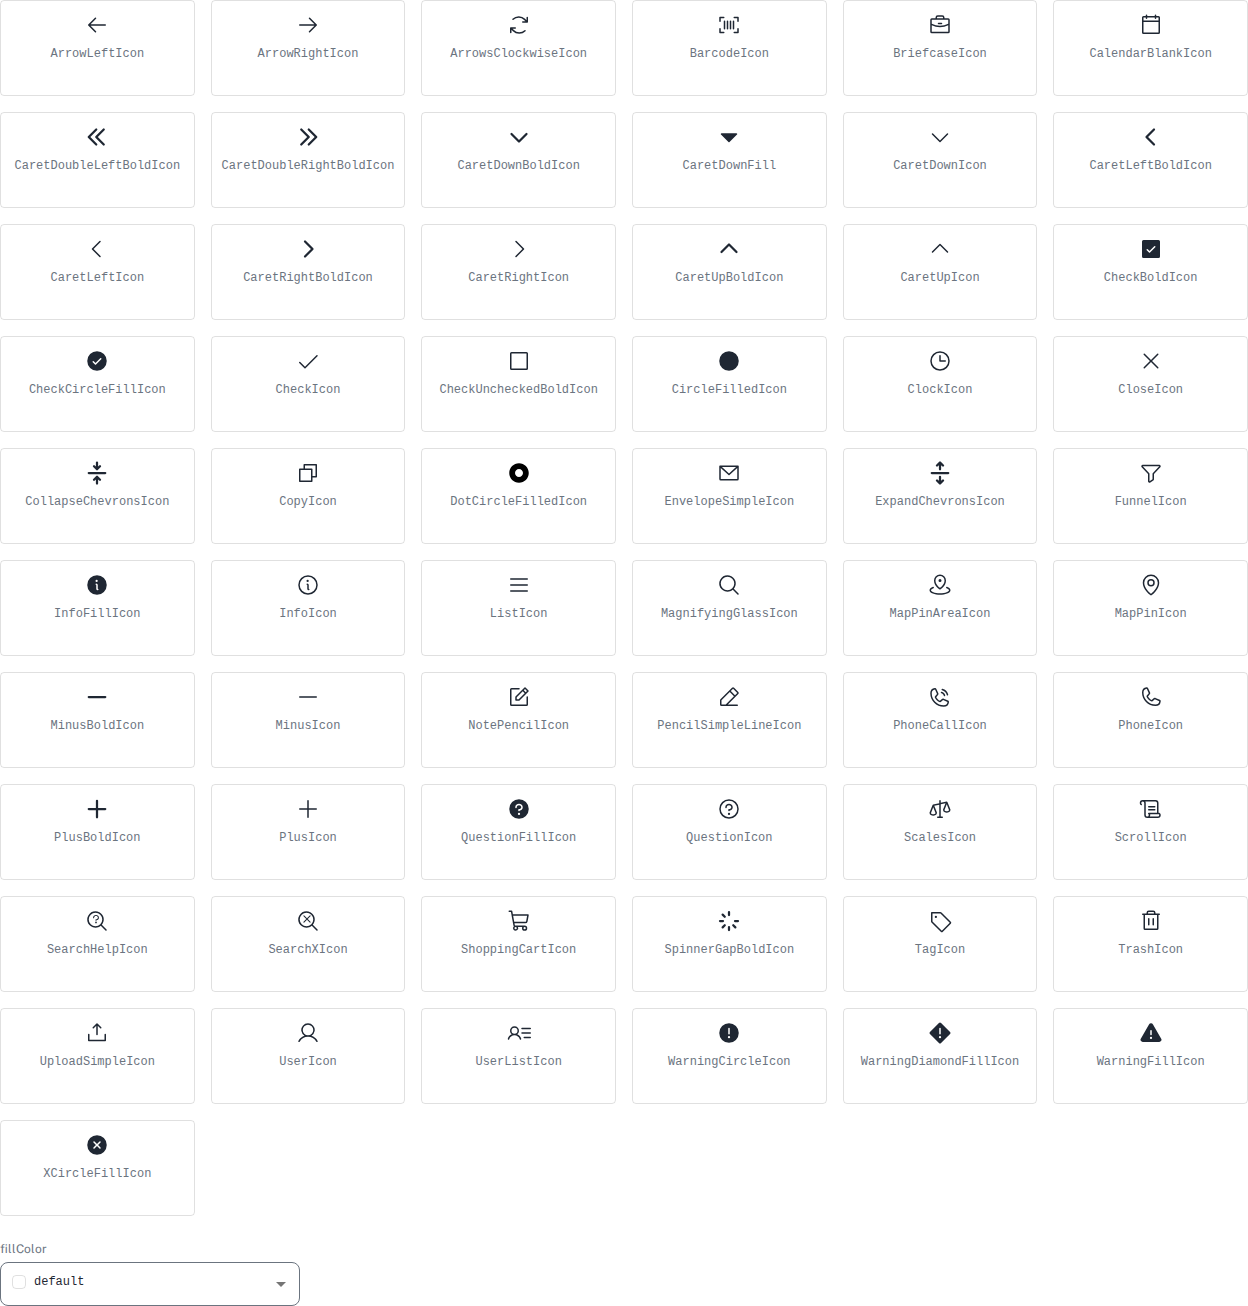 ArrowLeftIcon
ArrowRightIcon
ArrowsClockwiseIcon
BarcodeIcon
BriefcaseIcon
CalendarBlankIcon
CaretDoubleLeftBoldIcon
CaretDoubleRightBoldIcon
CaretDownBoldIcon
CaretDownFill
CaretDownIcon
CaretLeftBoldIcon
CaretLeftIcon
CaretRightBoldIcon
CaretRightIcon
CaretUpBoldIcon
CaretUpIcon
CheckBoldIcon
CheckCircleFillIcon
CheckIcon
CheckUncheckedBoldIcon
CircleFilledIcon
ClockIcon
CloseIcon
CollapseChevronsIcon
CopyIcon
DotCircleFilledIcon
EnvelopeSimpleIcon
ExpandChevronsIcon
FunnelIcon
InfoFillIcon
InfoIcon
ListIcon
MagnifyingGlassIcon
MapPinAreaIcon
MapPinIcon
MinusBoldIcon
MinusIcon
NotePencilIcon
PencilSimpleLineIcon
PhoneCallIcon
PhoneIcon
PlusBoldIcon
PlusIcon
QuestionFillIcon
QuestionIcon
ScalesIcon
ScrollIcon
SearchHelpIcon
SearchXIcon
ShoppingCartIcon
SpinnerGapBoldIcon
TagIcon
TrashIcon
UploadSimpleIcon
UserIcon
UserListIcon
WarningCircleIcon
WarningDiamondFillIcon
WarningFillIcon
XCircleFillIcon
fillColor
default